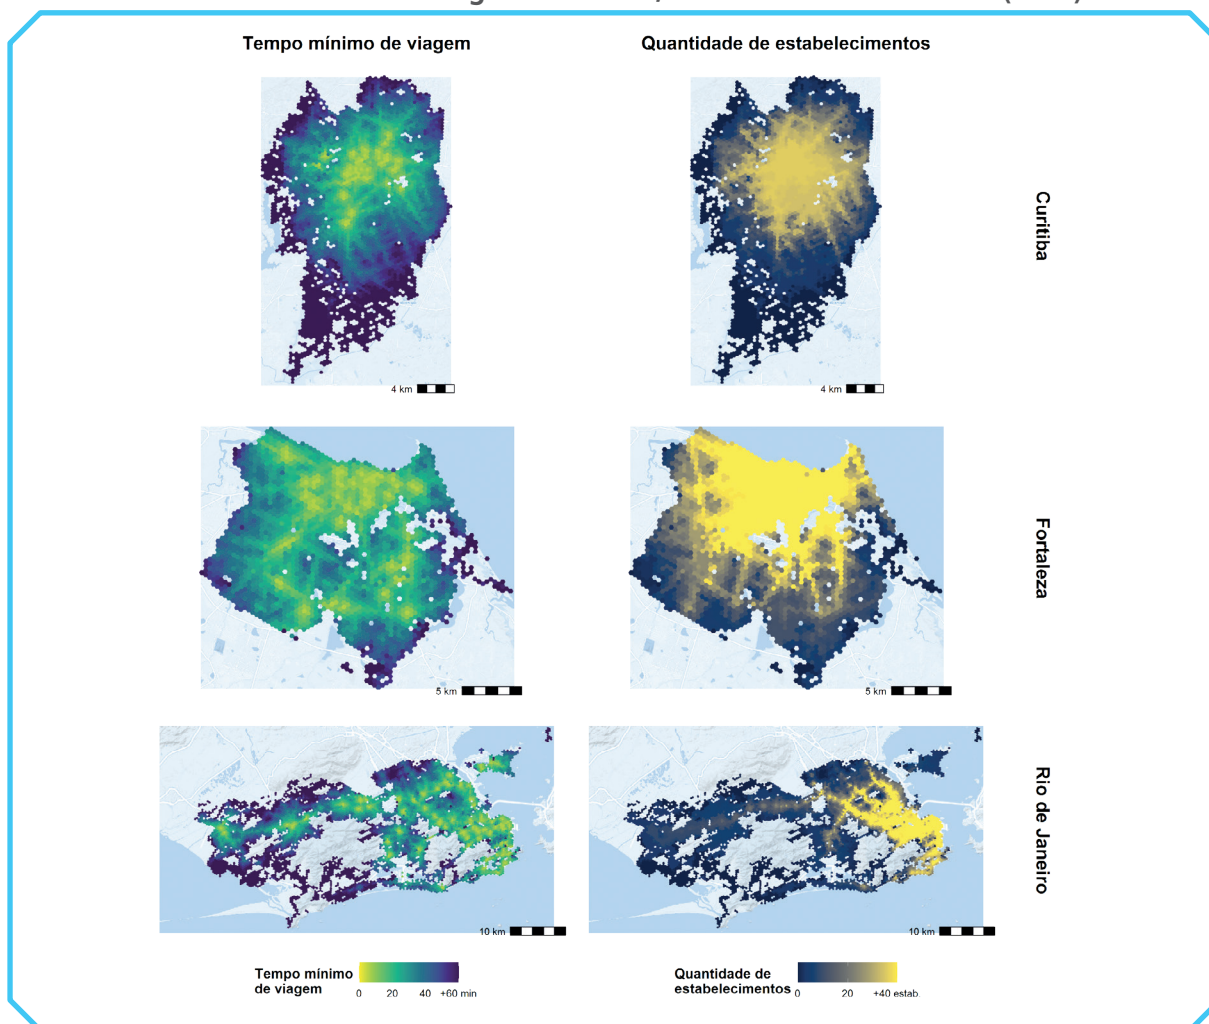 Tempo mínimo de viagem
Quantidade de estabelecimentos
Curitiba
4 km
4 km
Fortaleza
5 km
5 km
Rio de Janeiro
10 km
10 km
Tempo mínimo
de viagem
0 20 40 +60 min
Quantidade de
estabelecimentos
0 20 +40 estab.